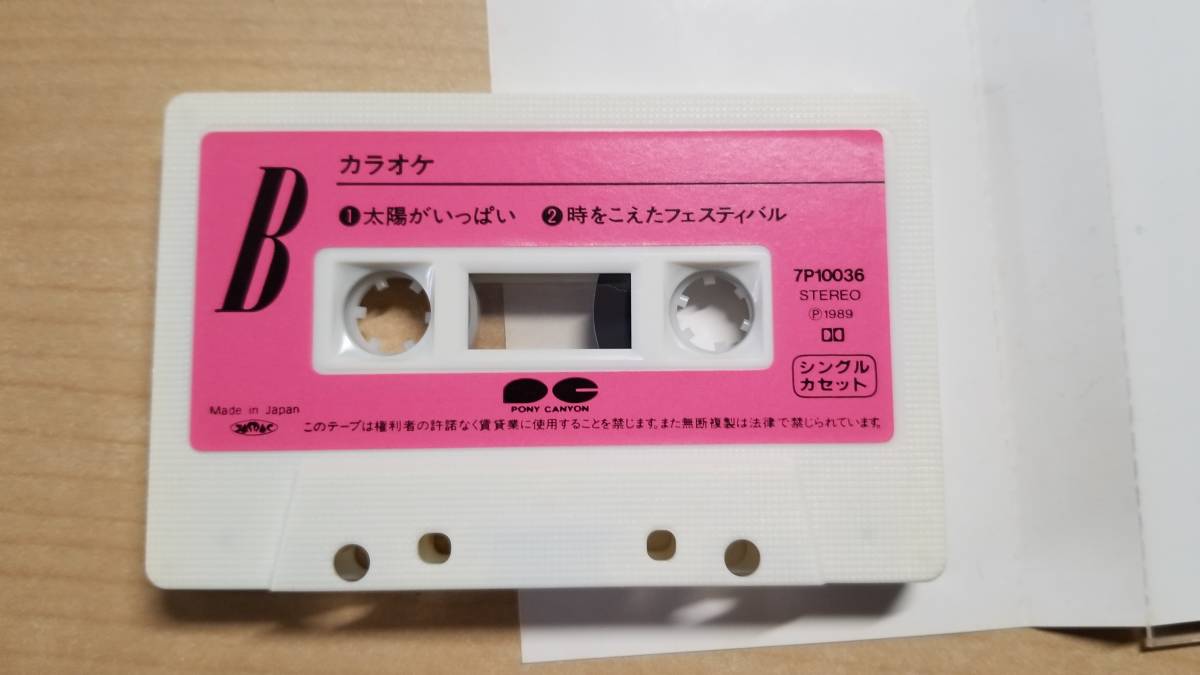 B
カラオケ
❶太陽がいっぱい ❷時をこえたフェスティバル
7P10036
STEREO
Ⓟ1989
シングル
カセット
PONY CANYON
Made in Japan
JASRAC
このテープは権利者の許諾なく賃貸業に使用することを禁じます。また無断複製は法律で禁じられています。